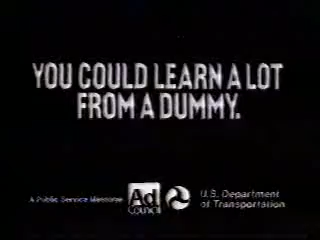 YOU COULD LEARN A LOT
FROM A DUMMY.
A Public Service Message
Ad
Council
U.S. Department
of Transportation